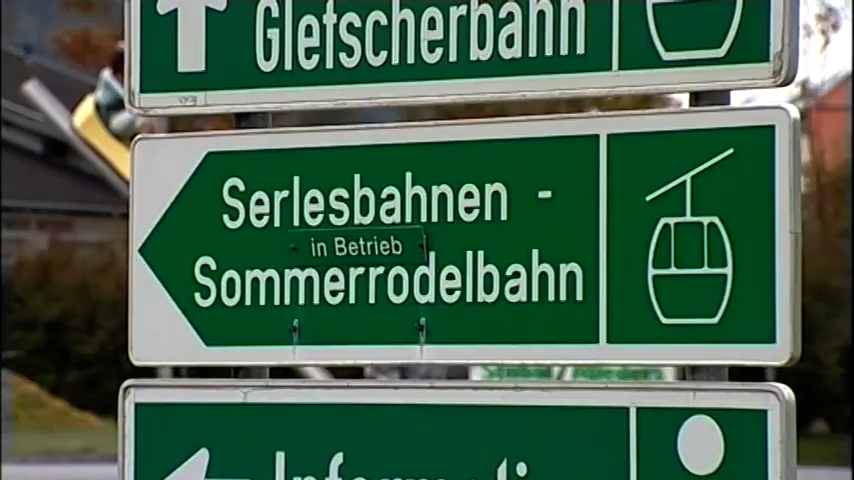 Gletscherbahn
Serlesbahnen -
in Betrieb
Sommerrodelbahn